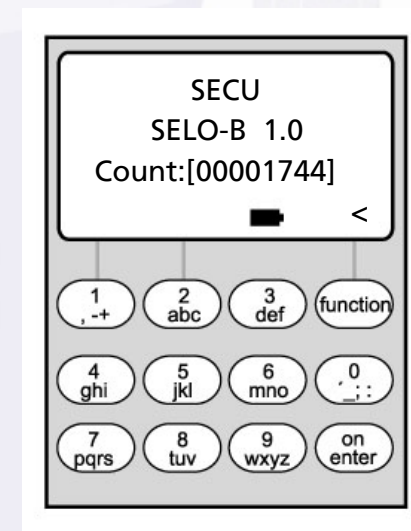 SECU
SELO-B 1.0
Count:[00001744]
<
1 2 3 function
, -+ abc def
4 5 6 0
ghi jkl mno ´_; :
7 8 9 on
pqrs tuv wxyz enter